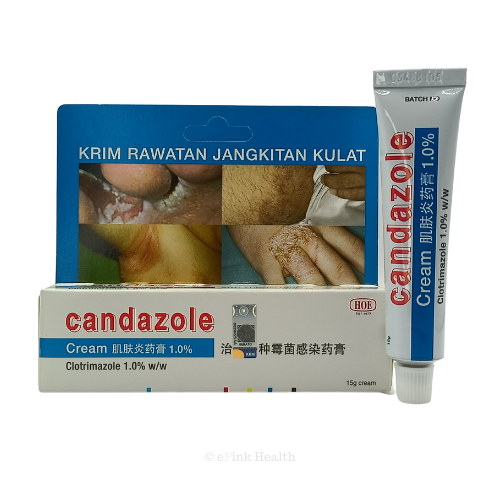 KRIM RAWATAN JANGKITAN KULAT
candazole
Cream 肌肤炎药膏 1.0%
Clotrimazole 1.0% w/w
HOE
治
种霉菌感染药膏
15g cream
BATCH
candazole
Cream 肌肤炎药膏 1.0%
Clotrimazole 1.0% w/w
© ePink Health